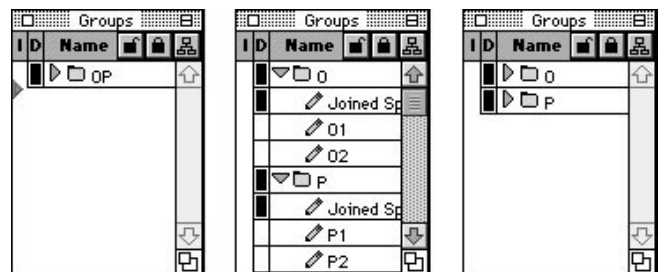 Groups
I D Name
OP
Groups
I D Name
O
Joined Sp
O1
O2
P
Joined Sp
P1
P2
Groups
I D Name
O
P